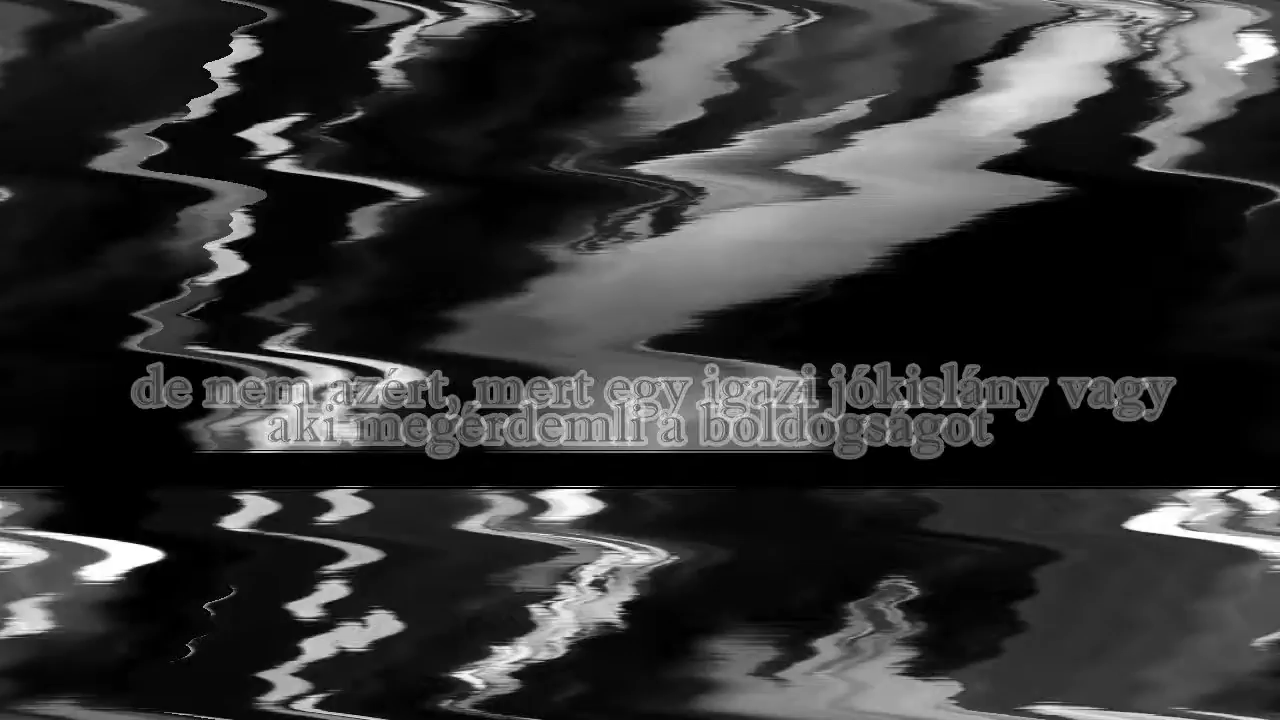 de nem azért, mert egy igazi jókislány vagy
aki megérdemli a boldogságot